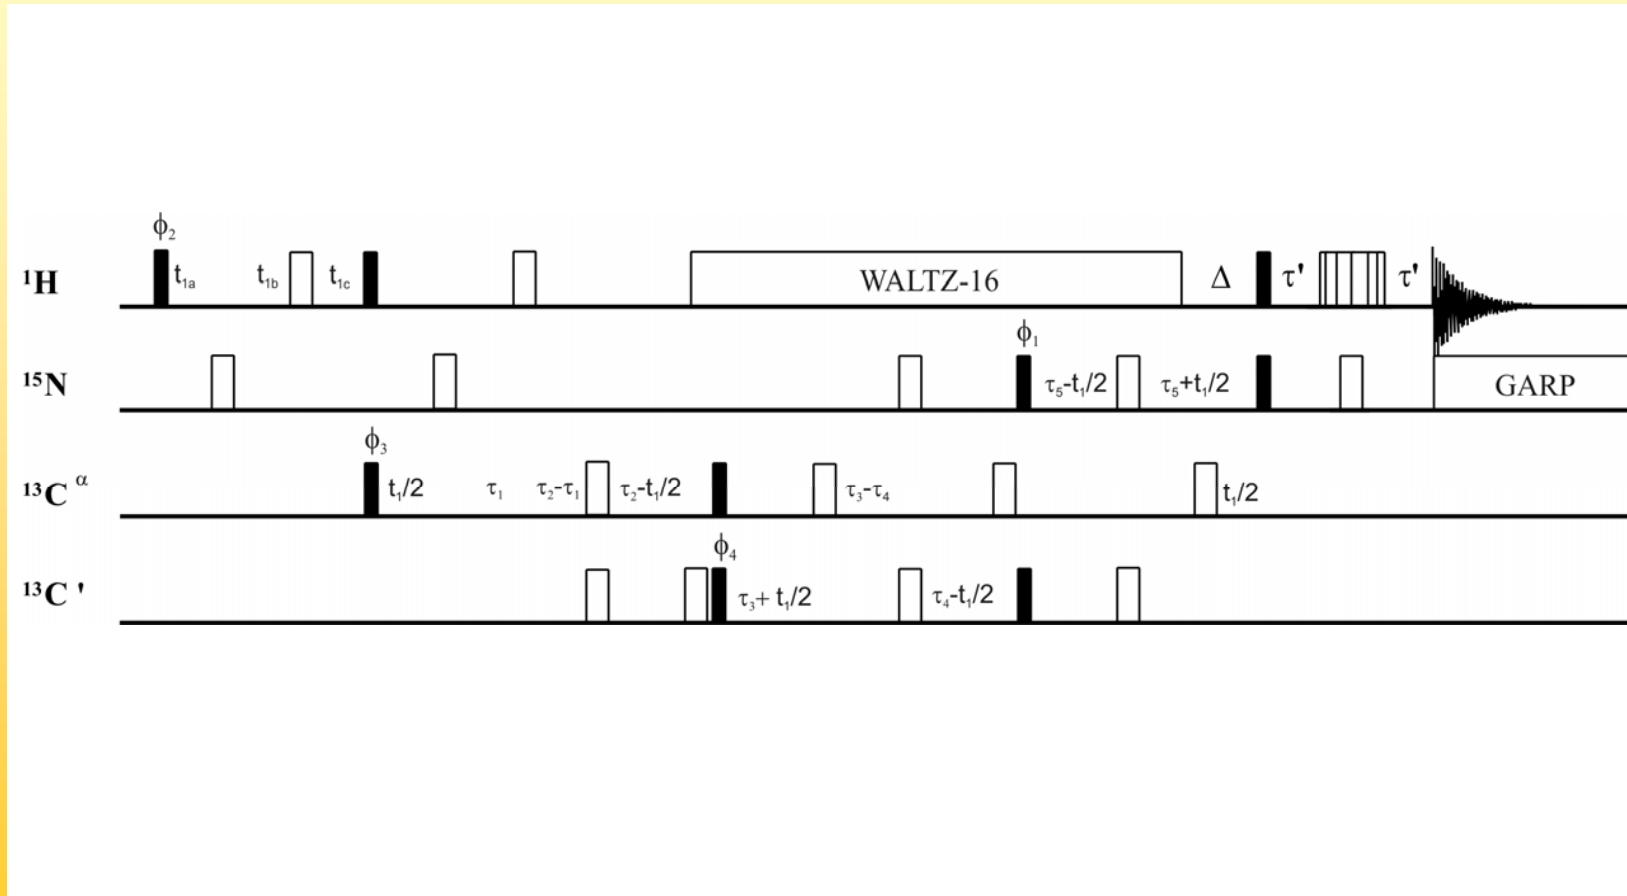 ϕ₂
¹H t₁ₐ t₁b t₁c WALTZ-16 Δ τ' τ'
ϕ₁
¹⁵N τ₅-t₁/2 τ₅+t₁/2 GARP
ϕ₃
¹³C α t₁/2 τ₁ τ₂-τ₁ τ₂-t₁/2 τ₃-τ₄ t₁/2
ϕ₄
¹³C ' τ₃+ t₁/2 τ₄-t₁/2